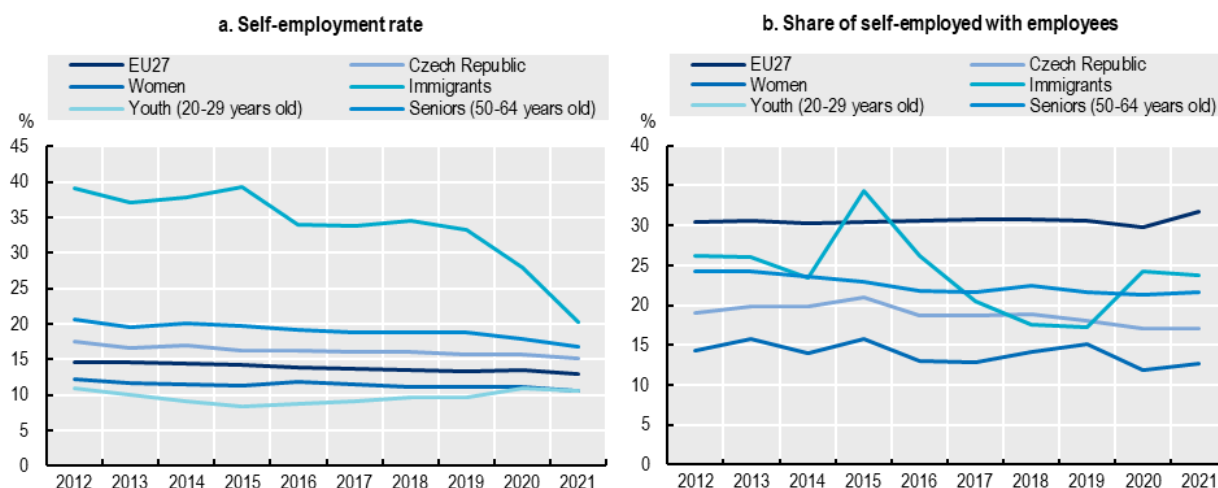 a. Self-employment rate
EU27 Czech Republic
Women Immigrants
Youth (20-29 years old) Seniors (50-64 years old)
%
45
40
35
30
25
20
15
10
5
0
2012 2013 2014 2015 2016 2017 2018 2019 2020 2021
b. Share of self-employed with employees
EU27 Czech Republic
Women Immigrants
Youth (20-29 years old) Seniors (50-64 years old)
%
40
35
30
25
20
15
10
5
0
2012 2013 2014 2015 2016 2017 2018 2019 2020 2021